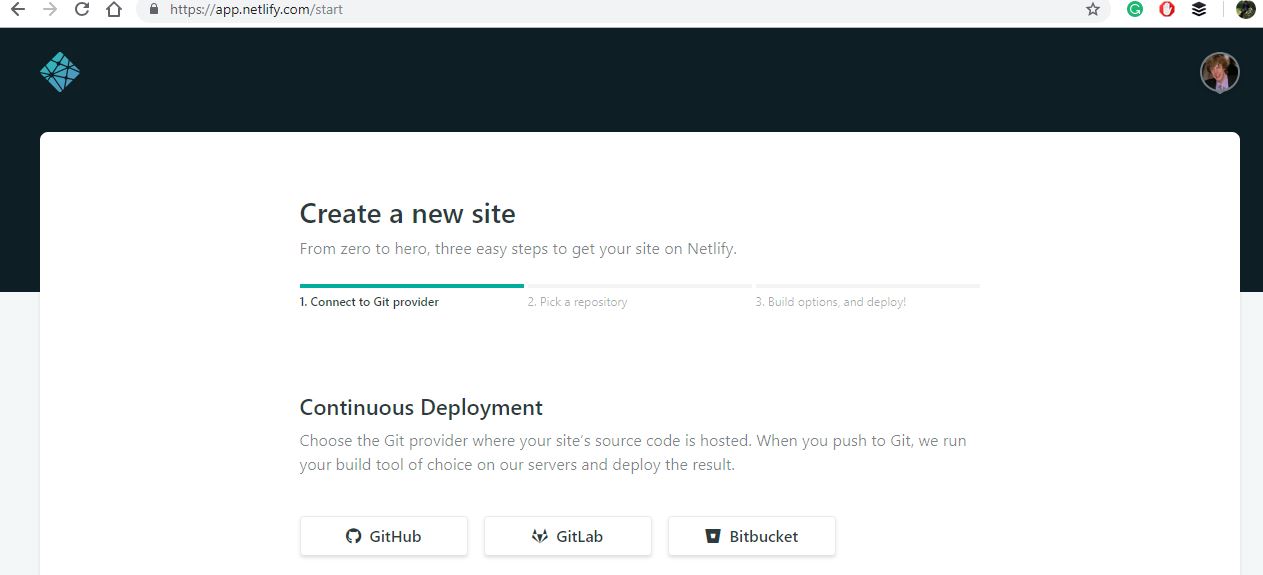 https://app.netlify.com/start
Create a new site
From zero to hero, three easy steps to get your site on Netlify.
1. Connect to Git provider
2. Pick a repository
3. Build options, and deploy!
Continuous Deployment
Choose the Git provider where your site's source code is hosted. When you push to Git, we run
your build tool of choice on our servers and deploy the result.
GitHub
GitLab
Bitbucket